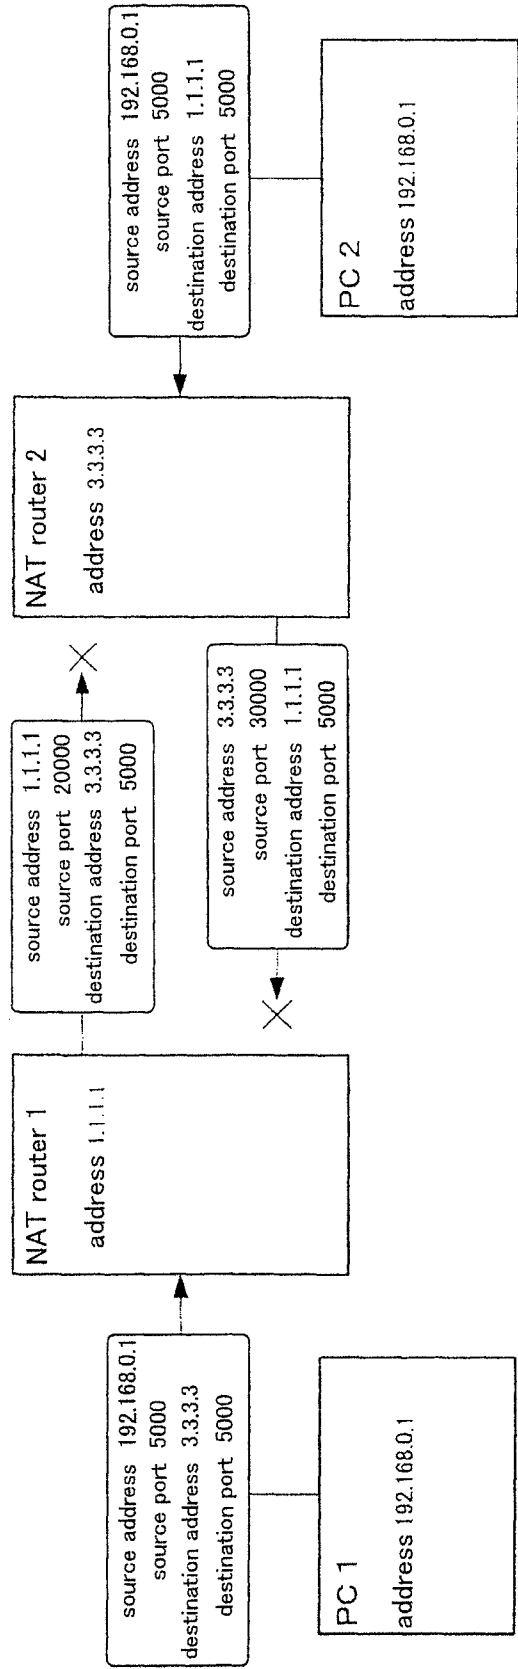 PC 1
address 192.168.0.1
source address 192.168.0.1
source port 5000
destination address 3.3.3.3
destination port 5000
NAT router 1
address 1.1.1.1
source address 1.1.1.1
source port 20000
destination address 3.3.3.3
destination port 5000
source address 3.3.3.3
source port 30000
destination address 1.1.1.1
destination port 5000
NAT router 2
address 3.3.3.3
source address 192.168.0.1
source port 5000
destination address 1.1.1.1
destination port 5000
PC 2
address 192.168.0.1